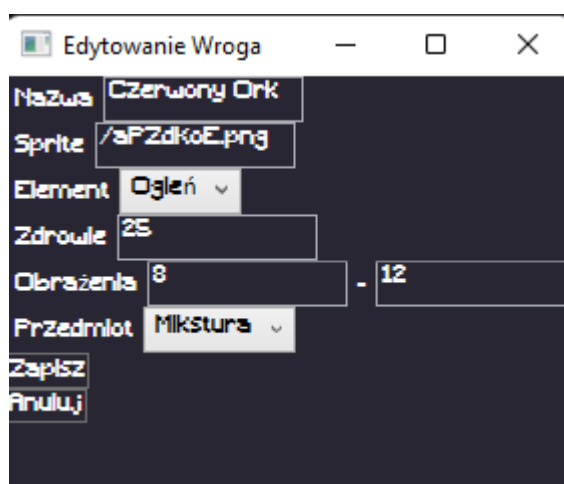 Edytowanie Wroga
Nazwa Czerwony Ork
Sprite /aPZdKoE.png
Element Ogień
Zdrowie 25
Obrażenia 8 - 12
Przedmiot Mikstura
Zapisz
Anuluj